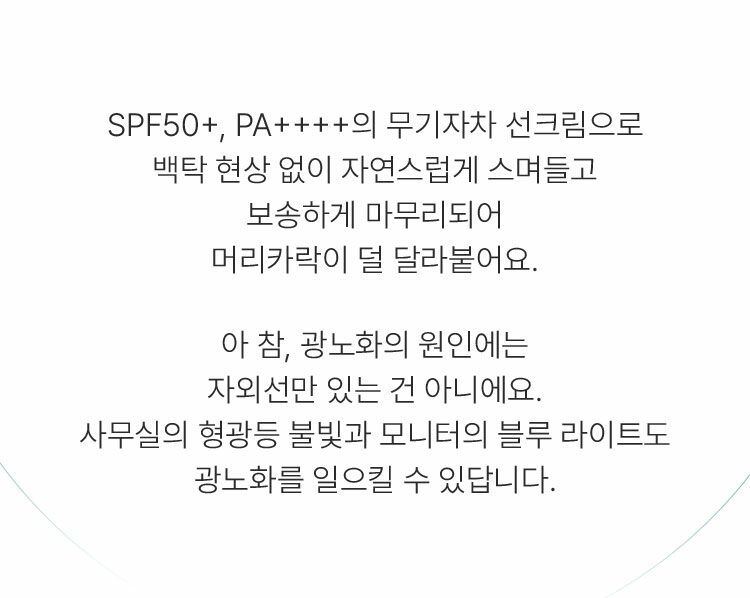 SPF50+, PA++++의 무기자차 선크림으로
백탁 현상 없이 자연스럽게 스며들고
보송하게 마무리되어
머리카락이 덜 달라붙어요.
아 참, 광노화의 원인에는
자외선만 있는 건 아니에요.
사무실의 형광등 불빛과 모니터의 블루 라이트도
광노화를 일으킬 수 있답니다.